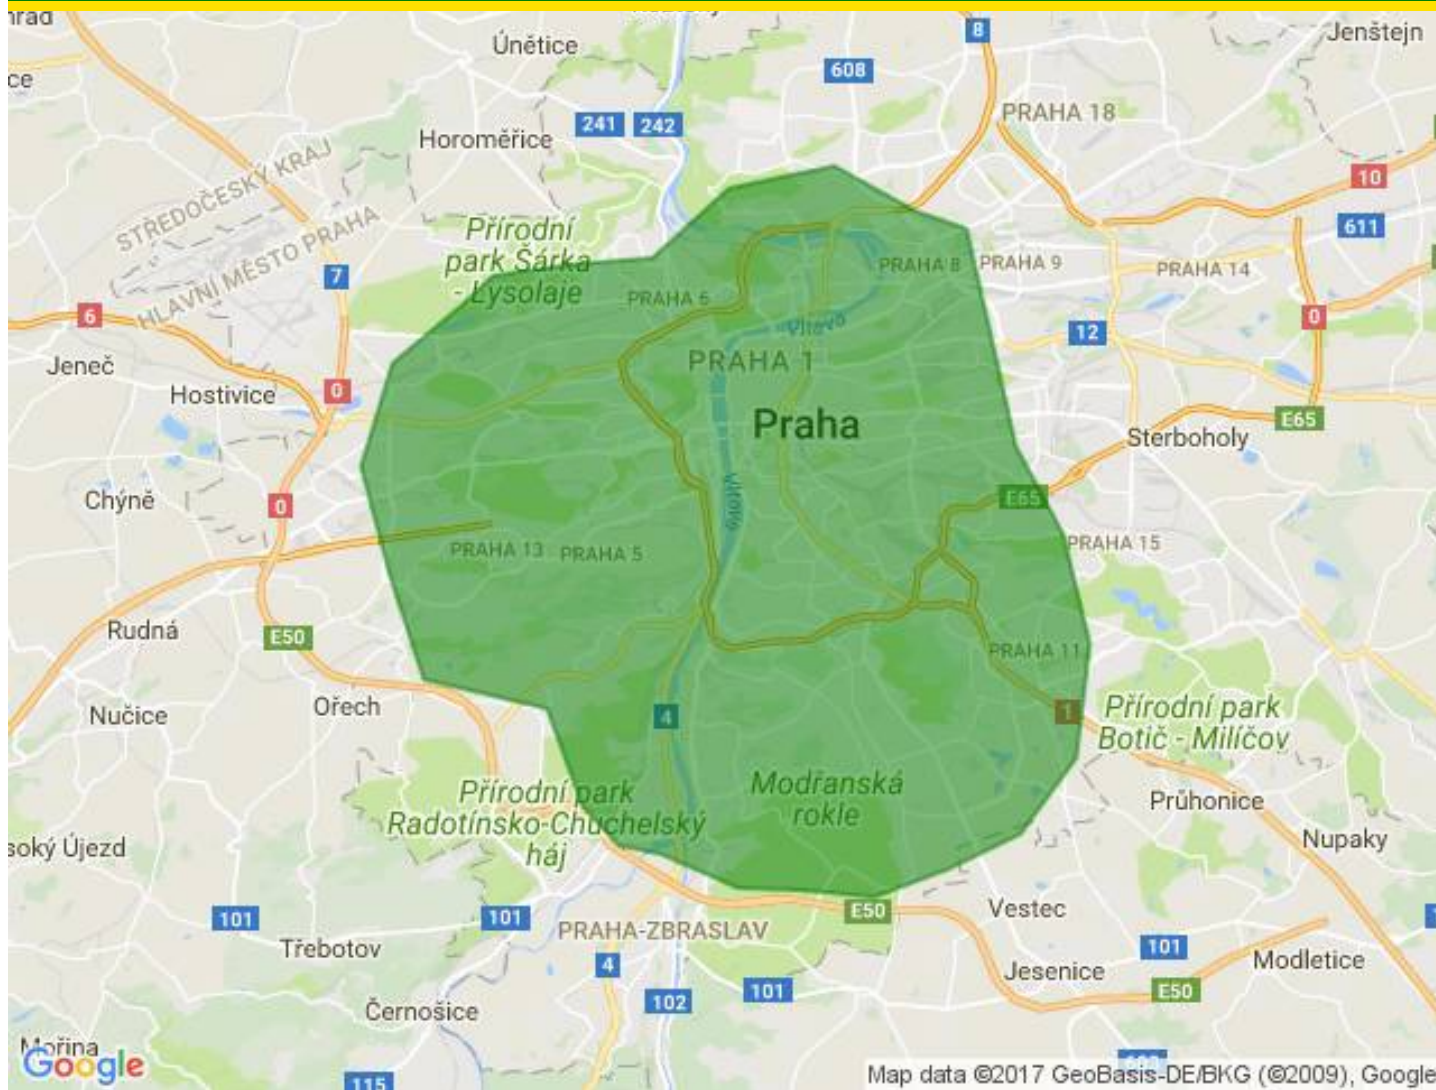 Únětice
8
Jenštejn
ce
608
PRAHA 18
241
242
Horoměřice
STŘEDOČESKÝ KRAJ
10
HLAVNÍ MĚSTO PRAHA
611
Přírodní
park Šárka
- Lysolaje
7
PRAHA 8
PRAHA 9
PRAHA 14
PRAHA 6
6
0
Vltava
12
Jeneč
PRAHA 1
Hostivice
0
Praha
E65
Sterboholy
Chýně
0
Vltava
E65
PRAHA 13
PRAHA 5
PRAHA 15
Rudná
E50
PRAHA 11
Nučice
Ořech
4
1
Přírodní park
Botič - Milíčov
Přírodní park
Radotínsko-Chuchelský
háj
Modřanská
rokle
Průhonice
Nupaky
soký Újezd
101
101
PRAHA-ZBRASLAV
E50
Vestec
Třebotov
4
101
Jesenice
Modletice
102
101
E50
Černošice
Mořina
Google
115
603
Map data ©2017 GeoBasis-DE/BKG (©2009), Google